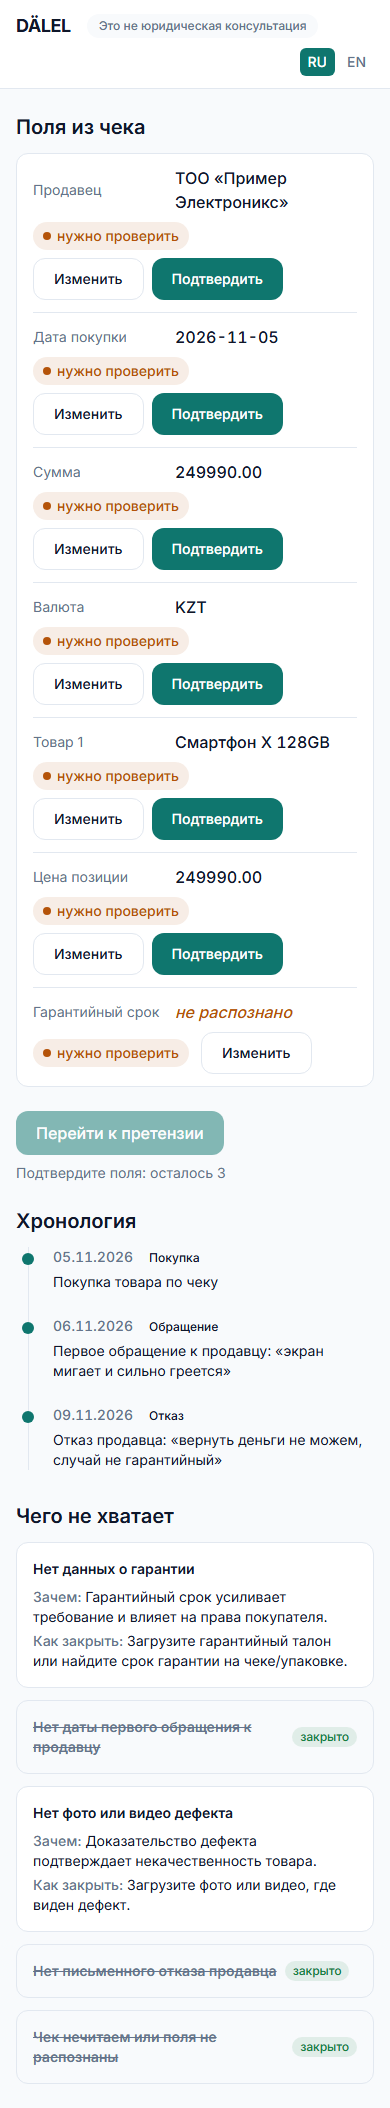 DÄLEL
Это не юридическая консультация
RU
EN
Поля из чека
Продавец
ТОО «Пример
Электроникс»
нужно проверить
Изменить
Подтвердить
Дата покупки
2026-11-05
нужно проверить
Изменить
Подтвердить
Сумма
249990.00
нужно проверить
Изменить
Подтвердить
Валюта
KZT
нужно проверить
Изменить
Подтвердить
Товар 1
Смартфон X 128GB
нужно проверить
Изменить
Подтвердить
Цена позиции
249990.00
нужно проверить
Изменить
Подтвердить
Гарантийный срок
не распознано
нужно проверить
Изменить
Перейти к претензии
Подтвердите поля: осталось 3
Хронология
05.11.2026 Покупка
Покупка товара по чеку
06.11.2026 Обращение
Первое обращение к продавцу: «экран
мигает и сильно греется»
09.11.2026 Отказ
Отказ продавца: «вернуть деньги не можем,
случай не гарантийный»
Чего не хватает
Нет данных о гарантии
Зачем: Гарантийный срок усиливает
требование и влияет на права покупателя.
Как закрыть: Загрузите гарантийный талон
или найдите срок гарантии на чеке/упаковке.
Нет даты первого обращения к
продавцу
закрыто
Нет фото или видео дефекта
Зачем: Доказательство дефекта
подтверждает некачественность товара.
Как закрыть: Загрузите фото или видео, где
виден дефект.
Нет письменного отказа продавца
закрыто
Чек нечитаем или поля не
распознаны
закрыто